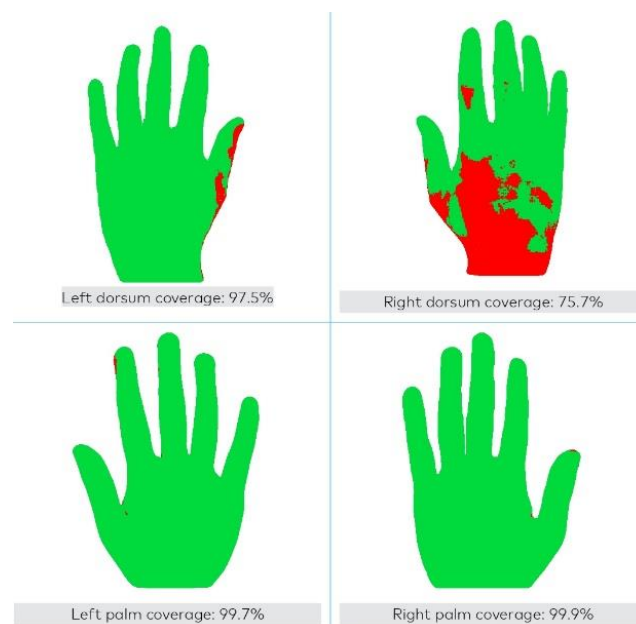 Left dorsum coverage: 97.5%
Right dorsum coverage: 75.7%
Left palm coverage: 99.7%
Right palm coverage: 99.9%